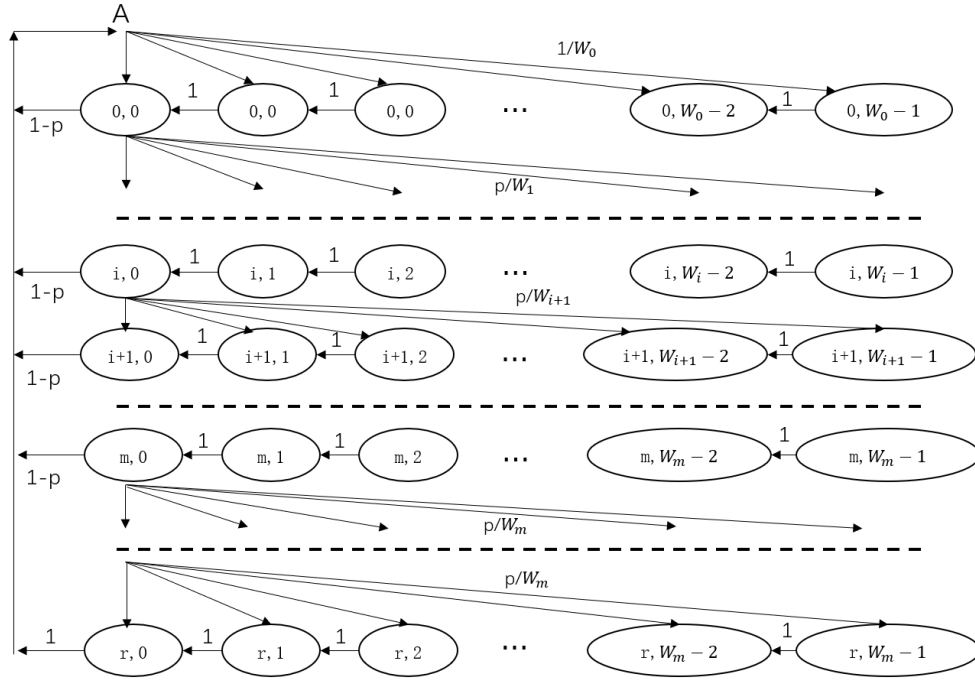 A
1/W₀
1 1 1
0, 0 0, 0 0, 0 ... 0, W₀ − 2 0, W₀ − 1
1-p
p/W₁
1 1 1
i, 0 i, 1 i, 2 ... i, Wᵢ − 2 i, Wᵢ − 1
1-p
p/Wᵢ₊₁
1 1 1
i+1, 0 i+1, 1 i+1, 2 ... i+1, Wᵢ₊₁ − 2 i+1, Wᵢ₊₁ − 1
1-p
1 1 1
m, 0 m, 1 m, 2 ... m, Wₘ − 2 m, Wₘ − 1
1-p
p/Wₘ
p/Wₘ
1 1 1 1
r, 0 r, 1 r, 2 ... r, Wₘ − 2 r, Wₘ − 1